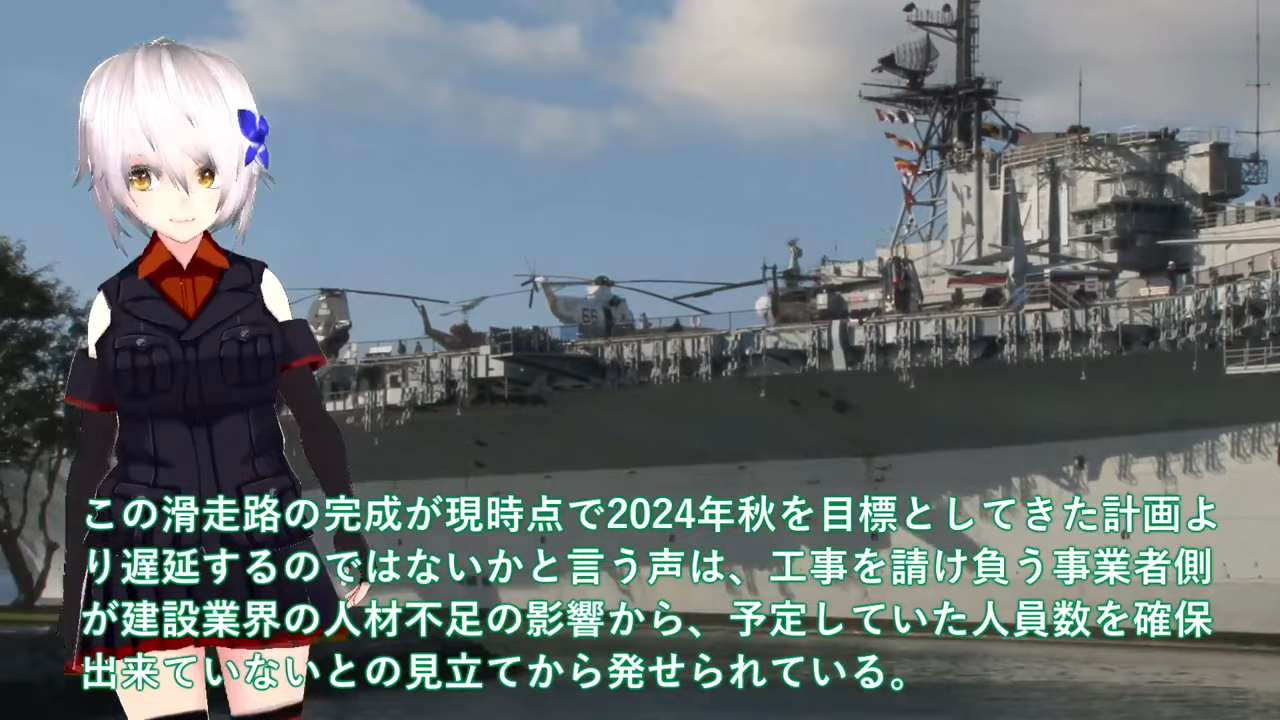 65
この滑走路の完成が現時点で2024年秋を目標としてきた計画よ
り遅延するのではないかと言う声は、工事を請け負う事業者側
が建設業界の人材不足の影響から、予定していた人員数を確保
出来ていないとの見立てから発せられている。